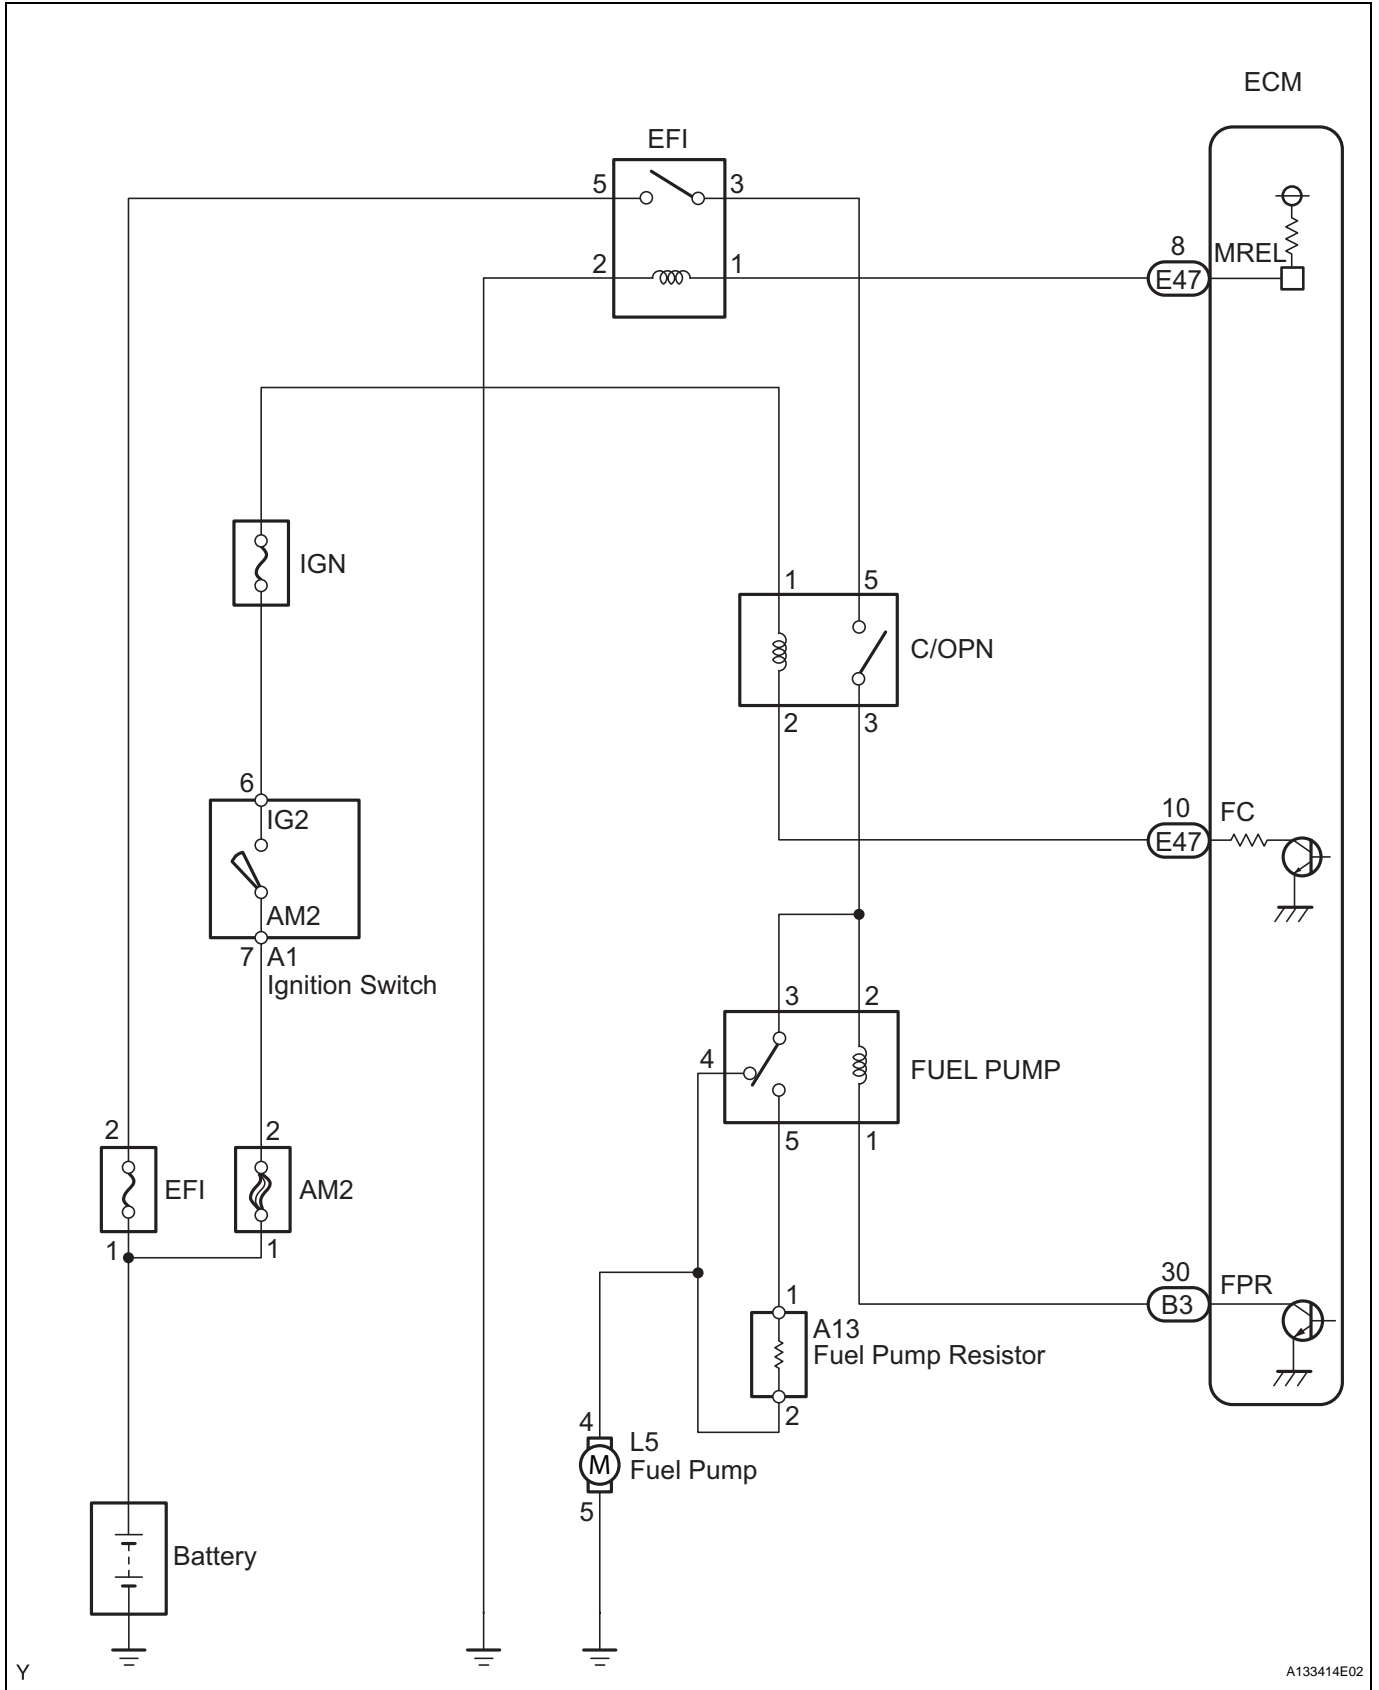 ECM
EFI
5 3
8
MREL
2 1
E47
IGN
1 5
C/OPN
2 3
6
IG2
10 FC
E47
AM2
7 A1
Ignition Switch
3 2
4
FUEL PUMP
5 1
2 2
EFI AM2
1 1
30 FPR
B3
1
A13
Fuel Pump Resistor
2
4
L5
M
Fuel Pump
5
Battery
Y
A133414E02